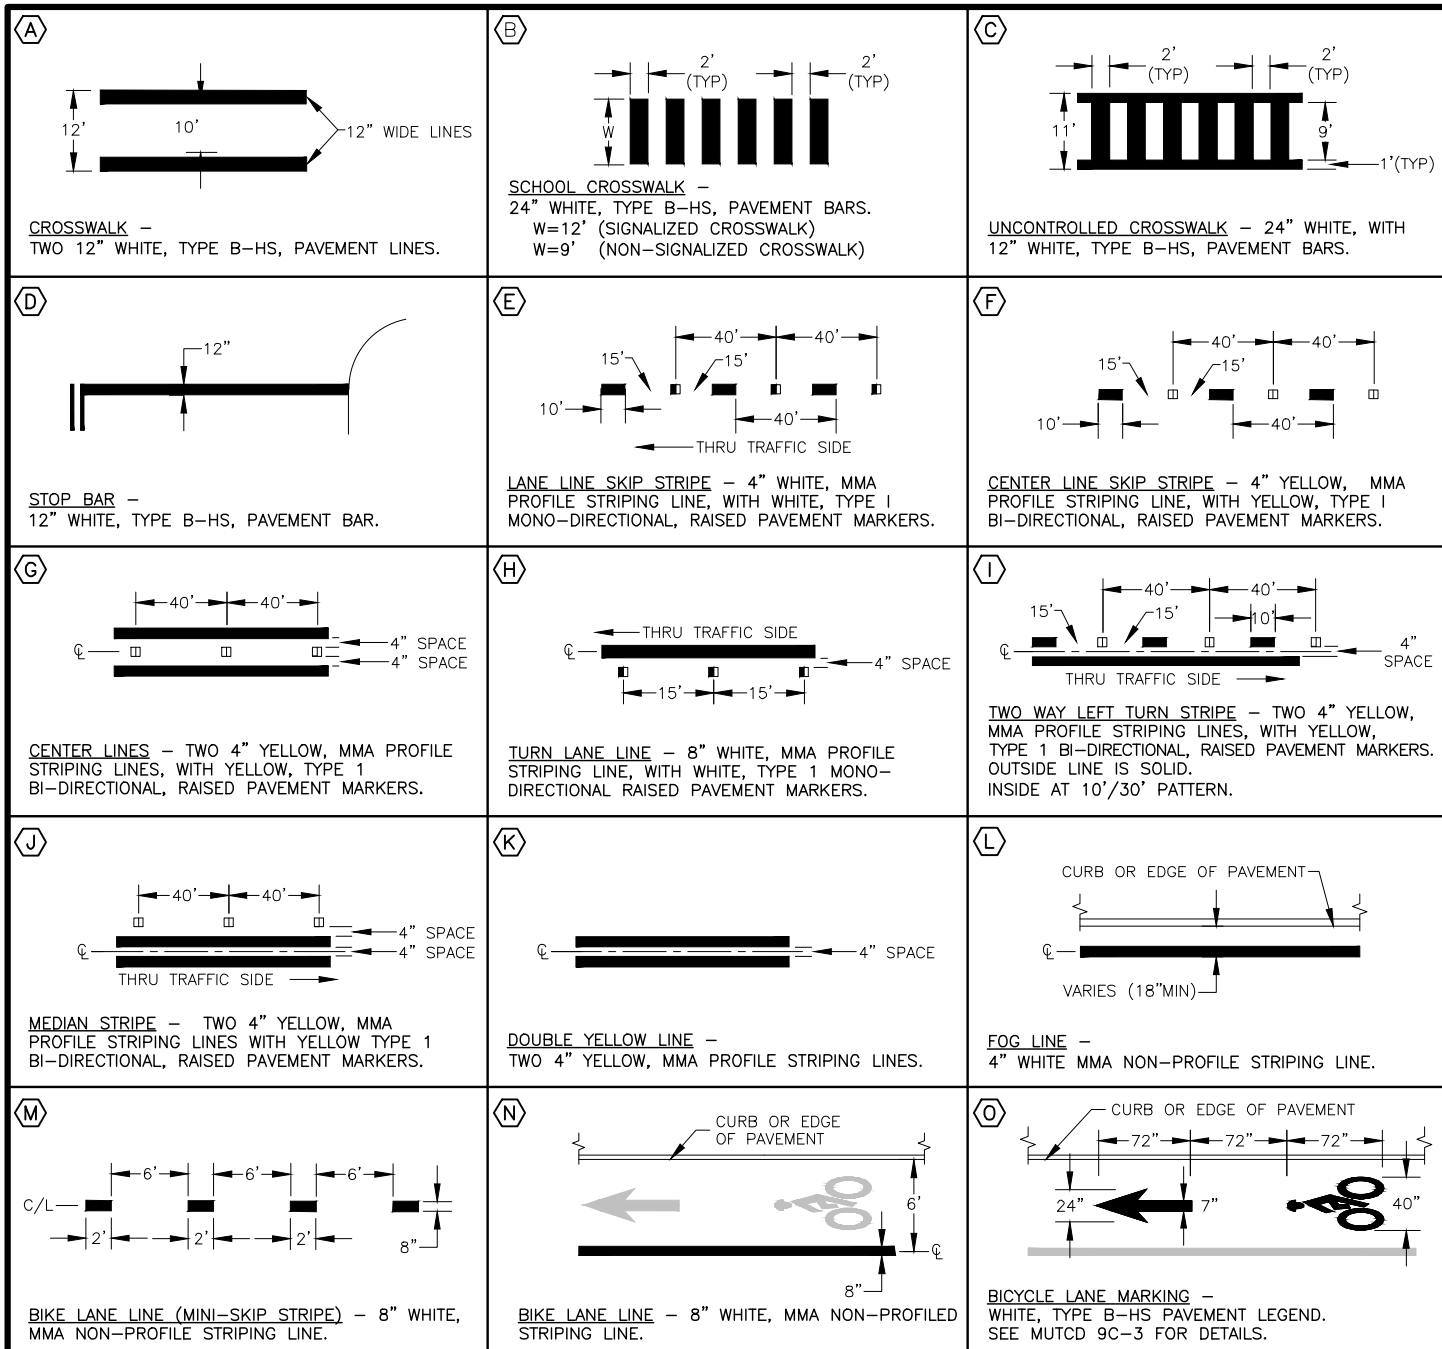 A
12'
10'
12" WIDE LINES
CROSSWALK –
TWO 12" WHITE, TYPE B–HS, PAVEMENT LINES.
B
2'
(TYP)
2'
(TYP)
W
SCHOOL CROSSWALK –
24" WHITE, TYPE B–HS, PAVEMENT BARS.
W=12' (SIGNALIZED CROSSWALK)
W=9' (NON–SIGNALIZED CROSSWALK)
C
2'
(TYP)
2'
(TYP)
11'
9'
1'(TYP)
UNCONTROLLED CROSSWALK – 24" WHITE, WITH
12" WHITE, TYPE B–HS, PAVEMENT BARS.
D
12"
STOP BAR –
12" WHITE, TYPE B–HS, PAVEMENT BAR.
E
40' 40'
15' 15'
10'
40'
THRU TRAFFIC SIDE
LANE LINE SKIP STRIPE – 4" WHITE, MMA
PROFILE STRIPING LINE, WITH WHITE, TYPE I
MONO–DIRECTIONAL, RAISED PAVEMENT MARKERS.
F
40' 40'
15' 15'
10' 40'
CENTER LINE SKIP STRIPE – 4" YELLOW, MMA
PROFILE STRIPING LINE, WITH YELLOW, TYPE I
BI–DIRECTIONAL, RAISED PAVEMENT MARKERS.
G
40' 40'
℄
4" SPACE
4" SPACE
CENTER LINES – TWO 4" YELLOW, MMA PROFILE
STRIPING LINES, WITH YELLOW, TYPE 1
BI–DIRECTIONAL, RAISED PAVEMENT MARKERS.
H
THRU TRAFFIC SIDE
℄
4" SPACE
15' 15'
TURN LANE LINE – 8" WHITE, MMA PROFILE
STRIPING LINE, WITH WHITE, TYPE 1 MONO–
DIRECTIONAL RAISED PAVEMENT MARKERS.
I
40' 40'
15' 15' 10'
℄
4"
SPACE
THRU TRAFFIC SIDE
TWO WAY LEFT TURN STRIPE – TWO 4" YELLOW,
MMA PROFILE STRIPING LINES, WITH YELLOW,
TYPE 1 BI–DIRECTIONAL, RAISED PAVEMENT MARKERS.
OUTSIDE LINE IS SOLID.
INSIDE AT 10'/30' PATTERN.
J
40' 40'
4" SPACE
℄
4" SPACE
THRU TRAFFIC SIDE
MEDIAN STRIPE – TWO 4" YELLOW, MMA
PROFILE STRIPING LINES WITH YELLOW TYPE 1
BI–DIRECTIONAL, RAISED PAVEMENT MARKERS.
K
℄
4" SPACE
DOUBLE YELLOW LINE –
TWO 4" YELLOW, MMA PROFILE STRIPING LINES.
L
CURB OR EDGE OF PAVEMENT
℄
VARIES (18"MIN)
FOG LINE –
4" WHITE MMA NON–PROFILE STRIPING LINE.
M
6' 6' 6'
C/L
2' 2' 2'
8"
BIKE LANE LINE (MINI–SKIP STRIPE) – 8" WHITE,
MMA NON–PROFILE STRIPING LINE.
N
CURB OR EDGE
OF PAVEMENT
6'
℄
8"
BIKE LANE LINE – 8" WHITE, MMA NON–PROFILED
STRIPING LINE.
O
CURB OR EDGE OF PAVEMENT
72" 72" 72"
24"
7"
40"
BICYCLE LANE MARKING –
WHITE, TYPE B–HS PAVEMENT LEGEND.
SEE MUTCD 9C–3 FOR DETAILS.